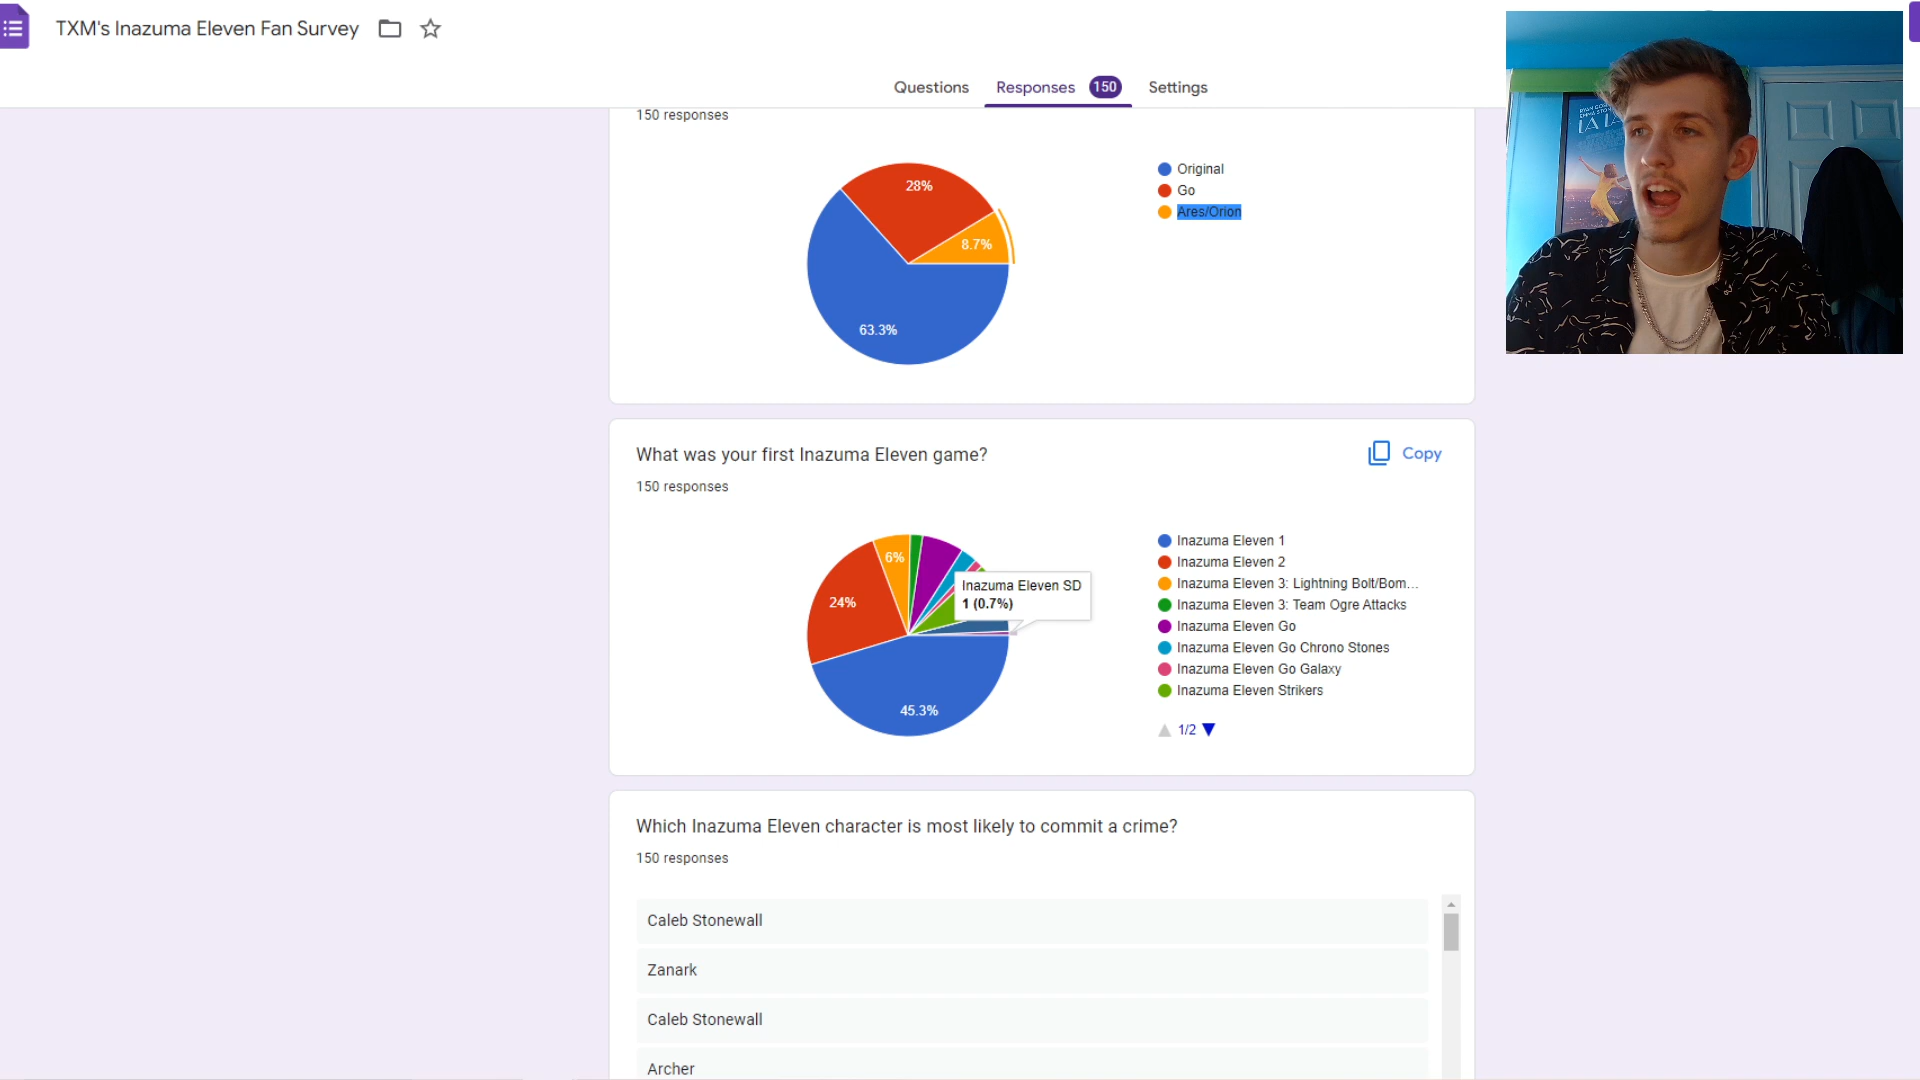 TXM's Inazuma Eleven Fan Survey
Questions
Responses 150
Settings
150 responses
28%
8.7%
63.3%
Original
Go
Ares/Orion
What was your first Inazuma Eleven game?
Copy
150 responses
6%
24%
45.3%
Inazuma Eleven SD
1 (0.7%)
Inazuma Eleven 1
Inazuma Eleven 2
Inazuma Eleven 3: Lightning Bolt/Bom...
Inazuma Eleven 3: Team Ogre Attacks
Inazuma Eleven Go
Inazuma Eleven Go Chrono Stones
Inazuma Eleven Go Galaxy
Inazuma Eleven Strikers
1/2
Which Inazuma Eleven character is most likely to commit a crime?
150 responses
Caleb Stonewall
Zanark
Caleb Stonewall
Archer
RYAN
EMMA
LA LA